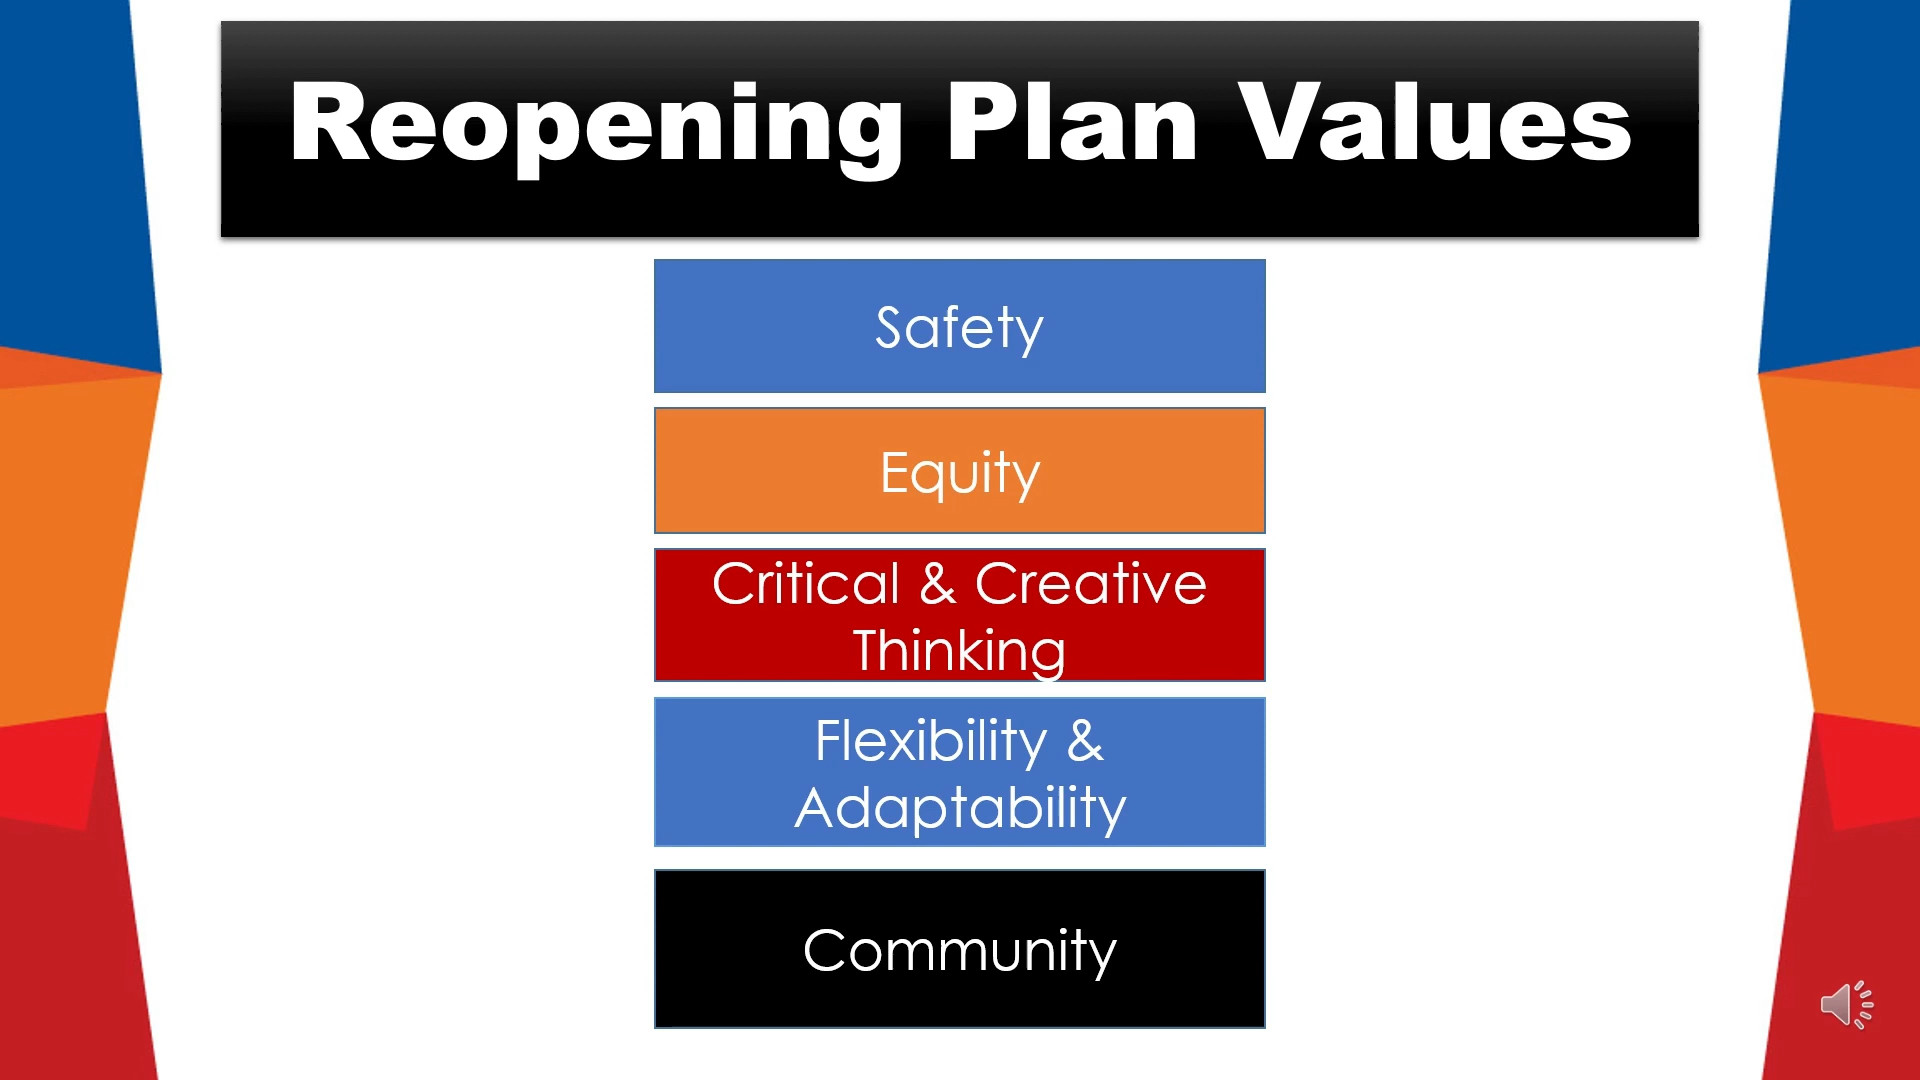 Reopening Plan Values
Safety
Equity
Critical & Creative
Thinking
Flexibility &
Adaptability
Community